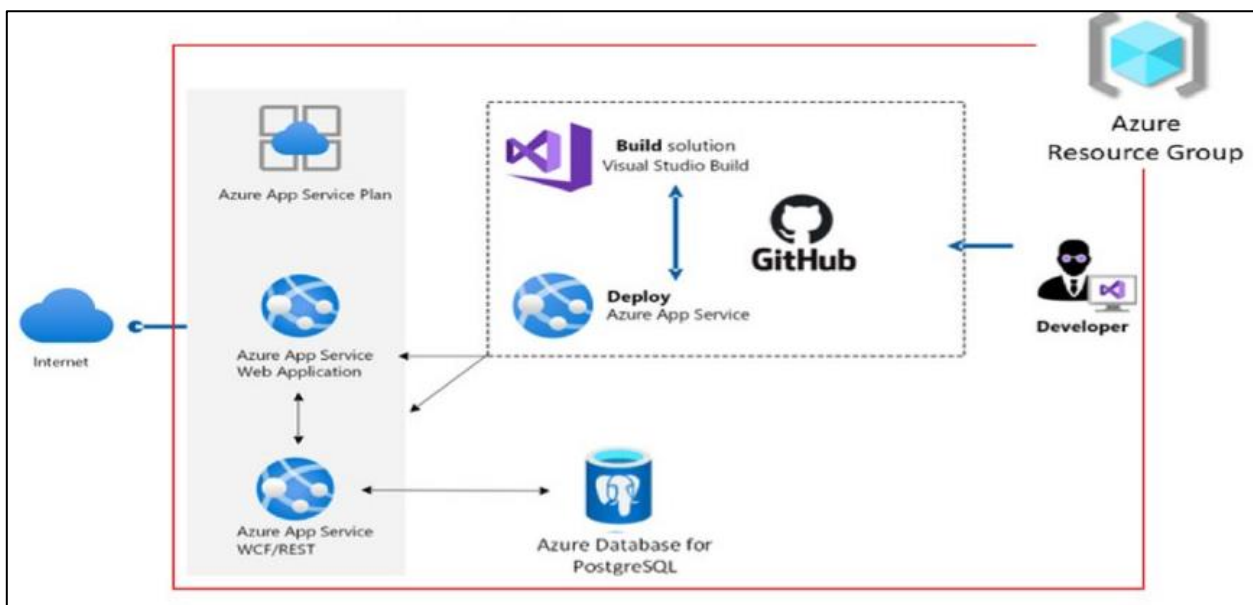 Azure
Resource Group
Azure App Service Plan
Build solution
Visual Studio Build
GitHub
Deploy
Azure App Service
Developer
Internet
Azure App Service
Web Application
Azure App Service
WCF/REST
Azure Database for
PostgreSQL